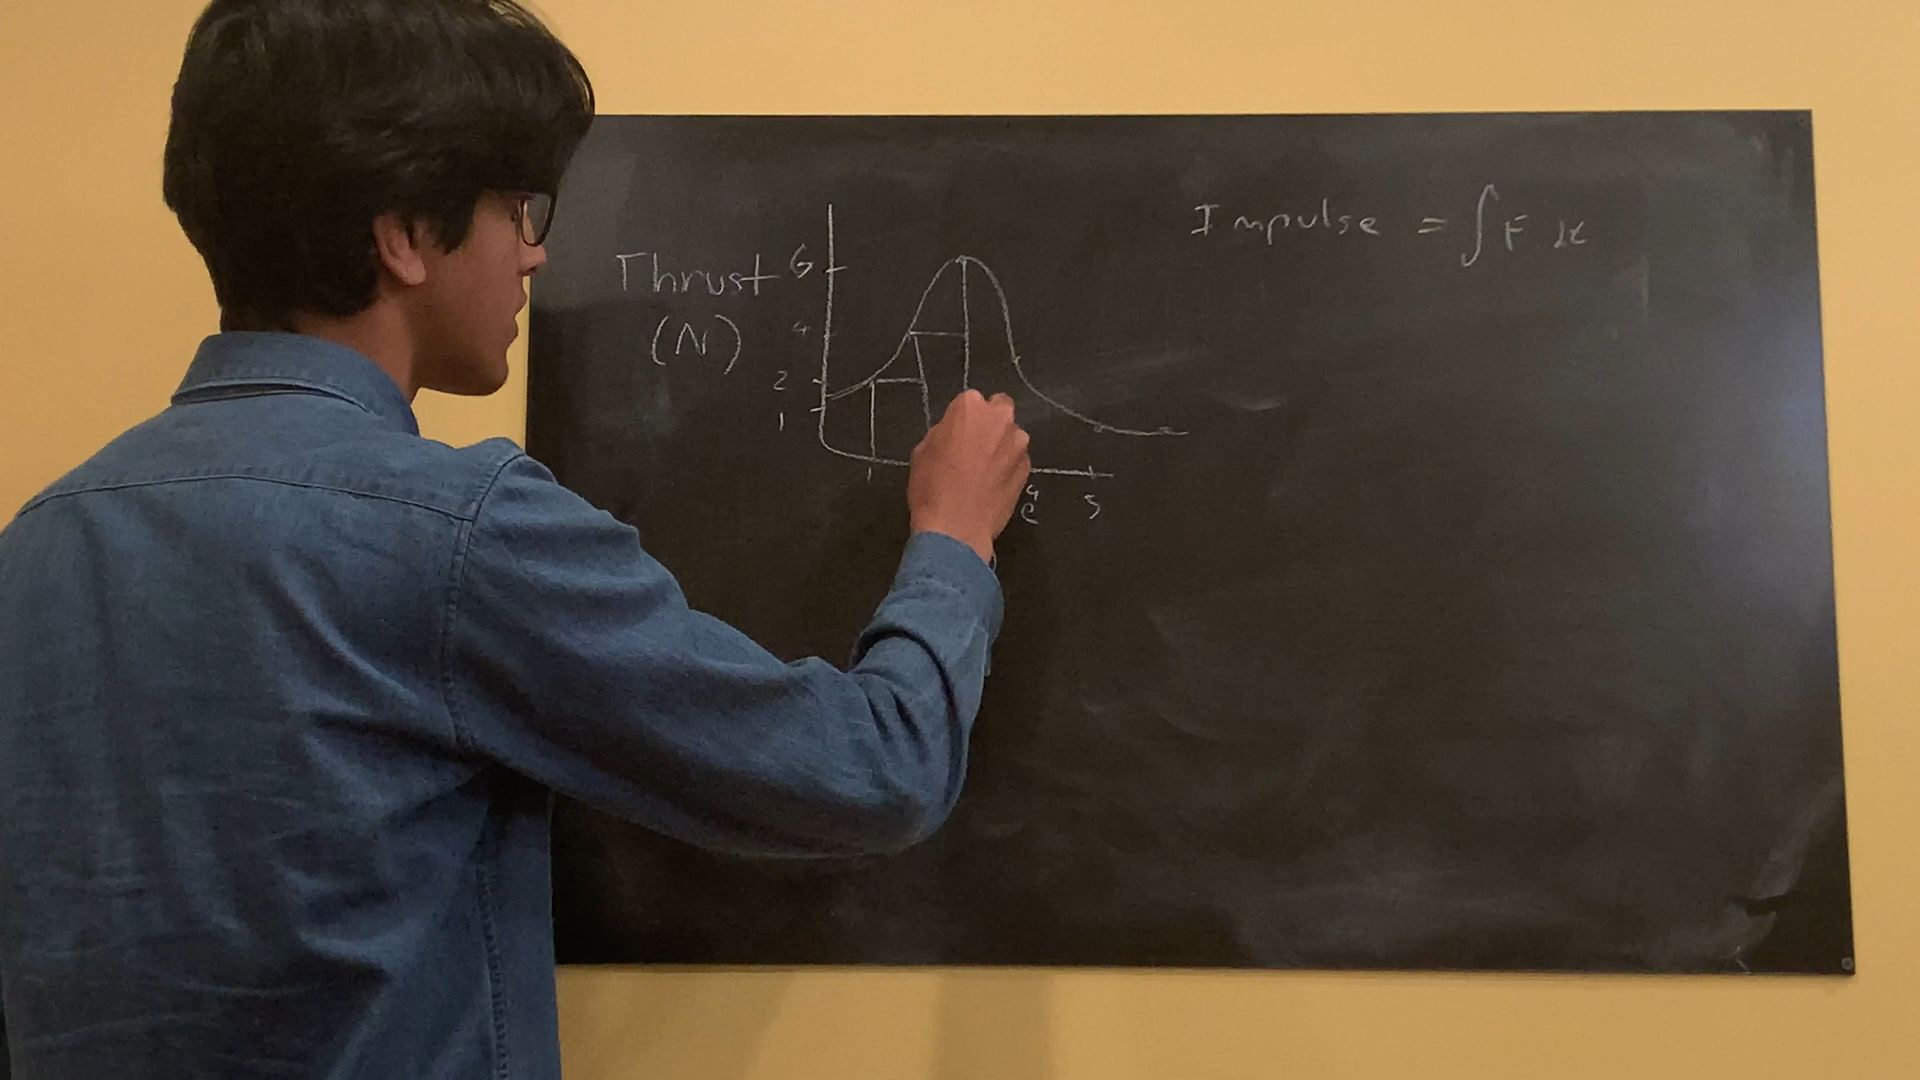 Impulse = ∫ F dt
Thrust
(N)
6
4
2
1
1
4
5